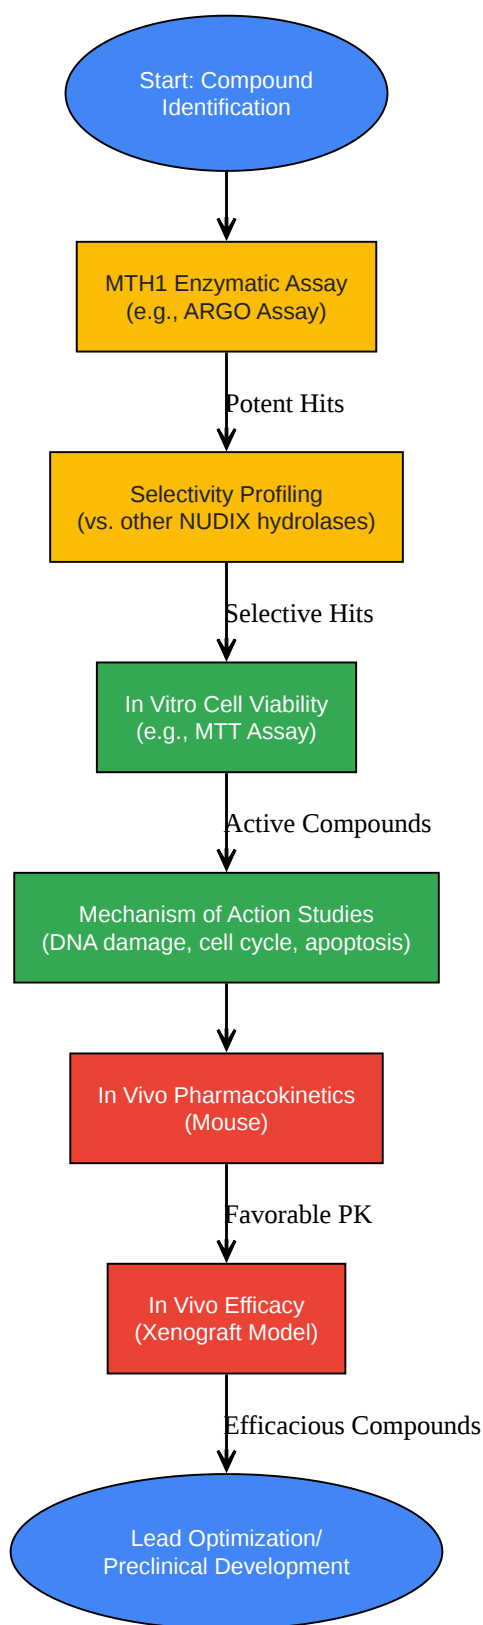 Start: Compound
Identification
MTH1 Enzymatic Assay
(e.g., ARGO Assay)
Potent Hits
Selectivity Profiling
(vs. other NUDIX hydrolases)
Selective Hits
In Vitro Cell Viability
(e.g., MTT Assay)
Active Compounds
Mechanism of Action Studies
(DNA damage, cell cycle, apoptosis)
In Vivo Pharmacokinetics
(Mouse)
Favorable PK
In Vivo Efficacy
(Xenograft Model)
Efficacious Compounds
Lead Optimization/
Preclinical Development